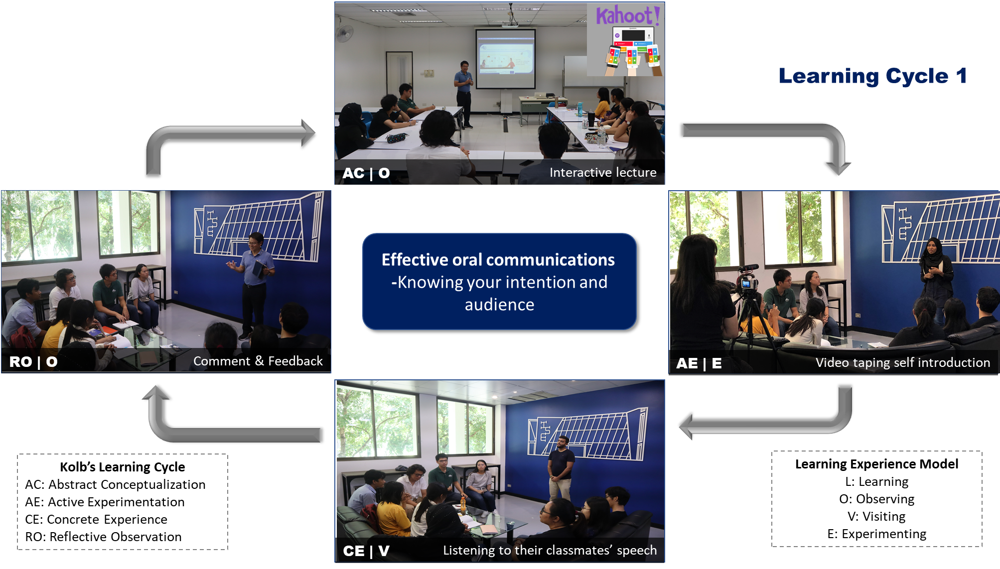 Kahoot!
Learning Cycle 1
AC | O
Interactive lecture
Effective oral communications
-Knowing your intention and
audience
RO | O
Comment & Feedback
AE | E
Video taping self introduction
CE | V
Listening to their classmates’ speech
Kolb’s Learning Cycle
AC: Abstract Conceptualization
AE: Active Experimentation
CE: Concrete Experience
RO: Reflective Observation
Learning Experience Model
L: Learning
O: Observing
V: Visiting
E: Experimenting